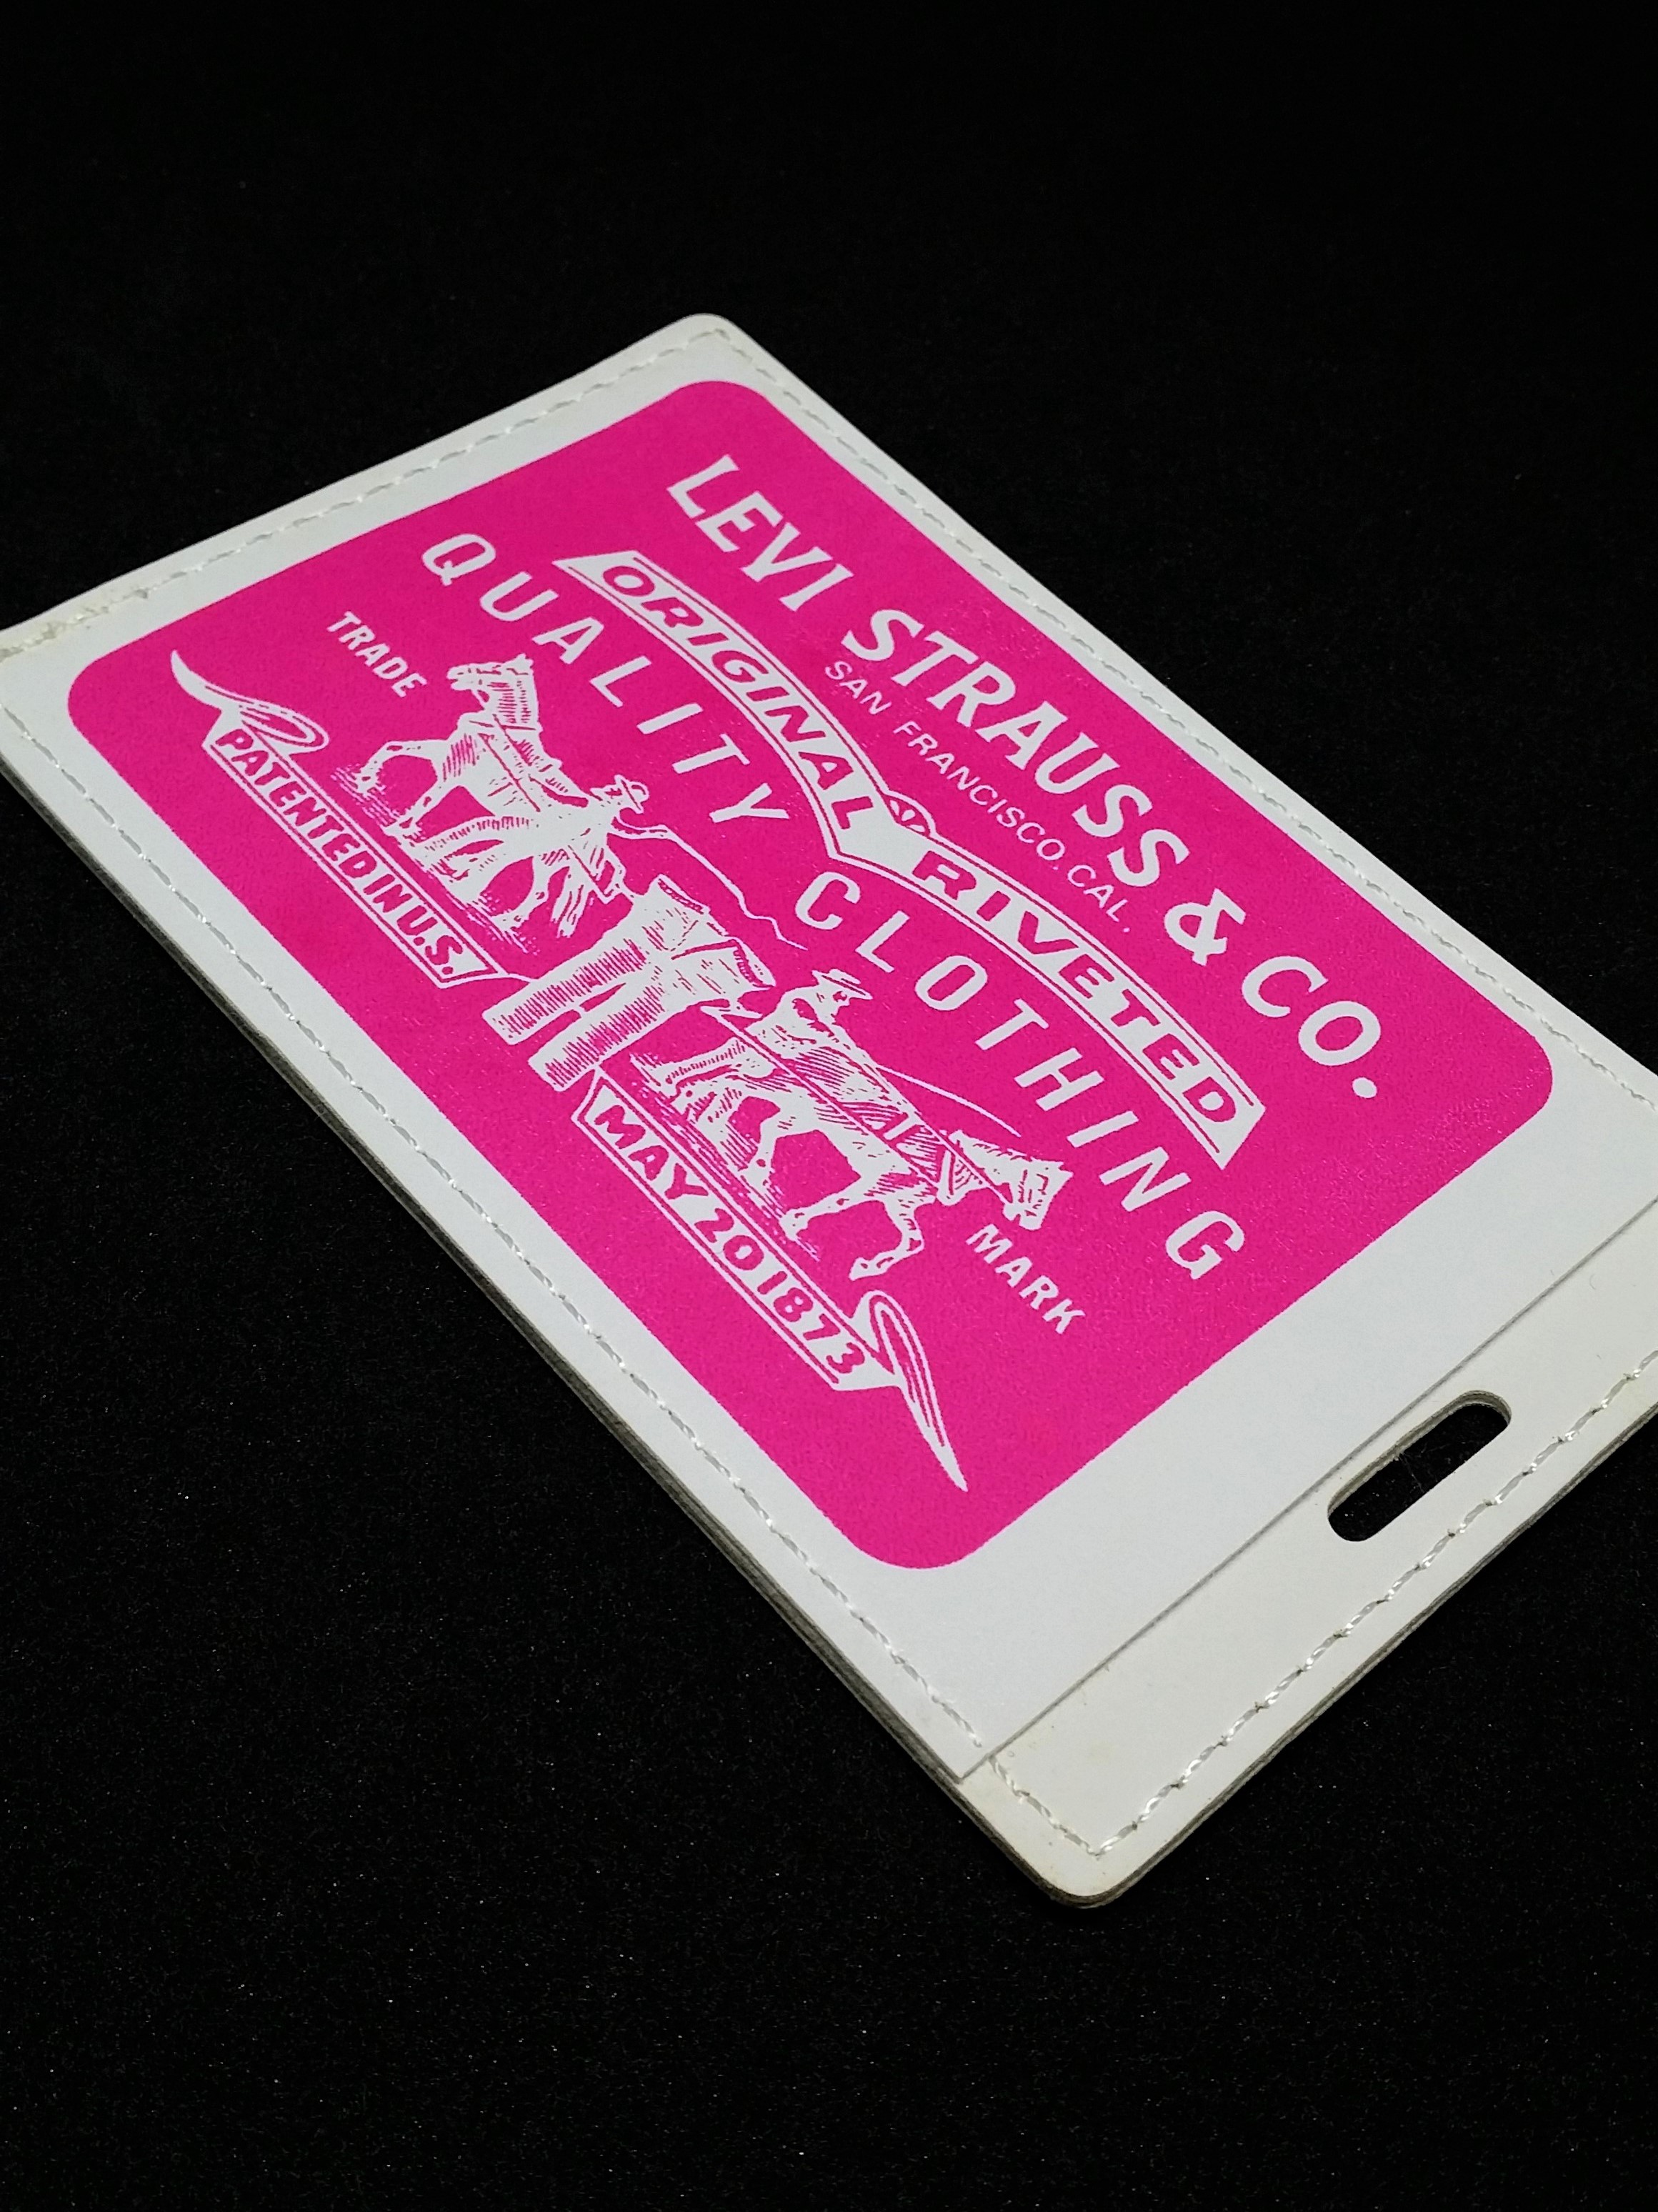 LEVI STRAUSS & CO.
SAN FRANCISCO. CAL.
ORIGINAL RIVETED
QUALITY CLOTHING
TRADE MARK
PATENTED IN U.S. MAY 20 1873